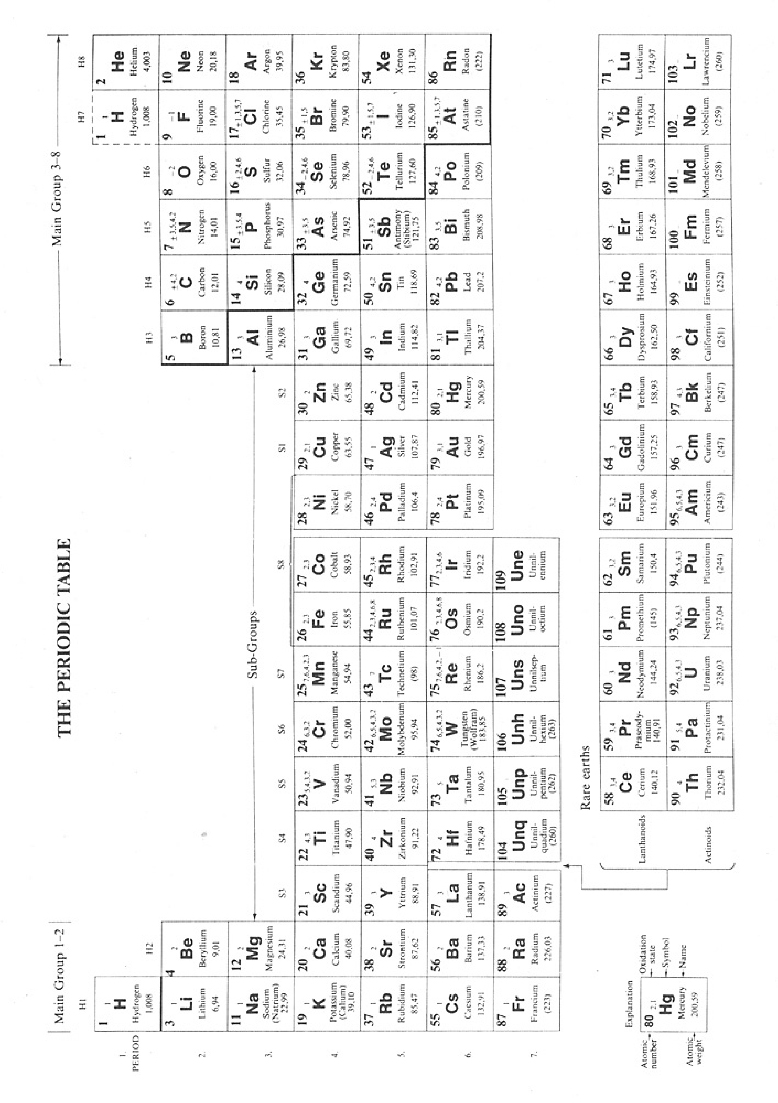 THE PERIODIC TABLE
Main Group 1–2
Main Group 3–8
H1 H2 Sub-Groups H3 H4 H5 H6 H7 H8
PERIOD
1.
1 1 1 1 2
H H He
Hydrogen Hydrogen Helium
1,008 1,008 4,003
2.
3 1 4 2 5 3 6 ±4,2 7 ±3,5,4,2 8 −2 9 −1 10
Li Be B C N O F Ne
Lithium Beryllium Boron Carbon Nitrogen Oxygen Fluorine Neon
6,94 9,01 10,81 12,01 14,01 16,00 19,00 20,18
3.
11 1 12 2 13 3 14 4 15 ±3,5,4 16 ±2,4,6 17 ±1,3,5,7 18
Na Mg Al Si P S Cl Ar
Sodium Magnesium Aluminium Silicon Phosphorus Sulfur Chlorine Argon
(Natrium)
22,99 24,31 26,98 28,09 30,97 32,06 35,45 39,95
S3 S4 S5 S6 S7 S8 S1 S2
4.
19 1 20 2 21 3 22 4,3 23 5,4,3,2 24 6,3,2 25 7,6,4,2,3 26 2,3 27 2,3 28 2,3 29 2,1 30 2 31 3 32 4 33 ±3,5 34 −2,4,6 35 ±1,5 36
K Ca Sc Ti V Cr Mn Fe Co Ni Cu Zn Ga Ge As Se Br Kr
Potassium Calcium Scandium Titanium Vanadium Chromium Manganese Iron Cobalt Nickel Copper Zinc Gallium Germanium Arsenic Selenium Bromine Krypton
(Calium)
39,10 40,08 44,96 47,90 50,94 52,00 54,94 55,85 58,93 58,70 63,55 65,38 69,72 72,59 74,92 78,96 79,90 83,80
5.
37 1 38 2 39 3 40 4 41 5,3 42 6,5,4,3,2 43 7 44 2,3,4,6,8 45 2,3,4 46 2,4 47 1 48 2 49 3 50 4,2 51 ±3,5 52 −2,4,6 53 ±1,5,7 54
Rb Sr Y Zr Nb Mo Tc Ru Rh Pd Ag Cd In Sn Sb Te I Xe
Rubidium Strontium Yttrium Zirkonium Niobium Molybdenum Technetium Ruthenium Rhodium Palladium Silver Cadmium Indium Tin Antimony Tellurium Iodine Xenon
(Stibium)
85,47 87,62 88,91 91,22 92,91 95,94 (98) 101,07 102,91 106,4 107,87 112,41 114,82 118,69 121,75 127,60 126,90 131,30
6.
55 1 56 2 57 3 72 4 73 5 74 6,5,4,3,2 75 7,6,4,2,−1 76 2,3,4,6,8 77 2,3,4,6 78 2,4 79 3,1 80 2,1 81 3,1 82 4,2 83 3,5 84 4,2 85 ±1,3,5,7 86
Cs Ba La Hf Ta W Re Os Ir Pt Au Hg Tl Pb Bi Po At Rn
Caesium Barium Lanthanum Hafnium Tantalum Tungsten Rhenium Osmium Platinum Gold Mercury Thallium Lead Bismuth Polonium Astatine Radon
(Wolfram)
132,91 137,33 138,91 178,49 180,95 183,85 186,2 190,2 192,2 195,09 196,97 200,59 204,37 207,2 208,98 (209) (210) (222)
7.
87 1 88 2 89 3 104 105 106 107 108 109
Fr Ra Ac Unq Unp Unh Uns Uno Une
Francium Radium Actinium Unnil- Unnil- Unnil- Unnilsep- Unnil- Unnil-
quadium pentium hexium tium octium ennium
(223) 226,03 (227) (260) (262) (263)
Rare earths
Lanthanoids
58 3,4 59 3,4 60 3 61 3 62 3,2 63 3,2 64 3 65 3,4 66 3 67 3 68 3 69 3,2 70 3,2 71 3
Ce Pr Nd Pm Sm Eu Gd Tb Dy Ho Er Tm Yb Lu
Cerum Praseody- Neodymium Promethium Samarium Europium Gadolinium Terbium Dysprosium Holmium Erbium Thulium Ytterbium Lutetium
mium
140,12 140,91 144,24 (145) 150,4 151,96 157,25 158,93 162,50 164,93 167,26 168,93 173,04 174,97
Actinoids
90 4 91 5,4 92 6,5,4,3 93 6,5,4,3 94 6,5,4,3 95 6,5,4,3 96 3 97 4,3 98 3 99 100 101 102 103
Th Pa U Np Pu Am Cm Bk Cf Es Fm Md No Lr
Thorium Protactinium Uranium Neptunium Plutonium Americium Curium Berkelium Californium Einsteinium Fermium Mendelevium Nobelium Lawrencium
232,04 231,04 238,03 237,04 (244) (243) (247) (247) (251) (252) (257) (258) (259) (260)
Explanation
Atomic number
80 2,1
Oxidation state
Hg
Symbol
Mercury
Name
200,59
Atomic weight